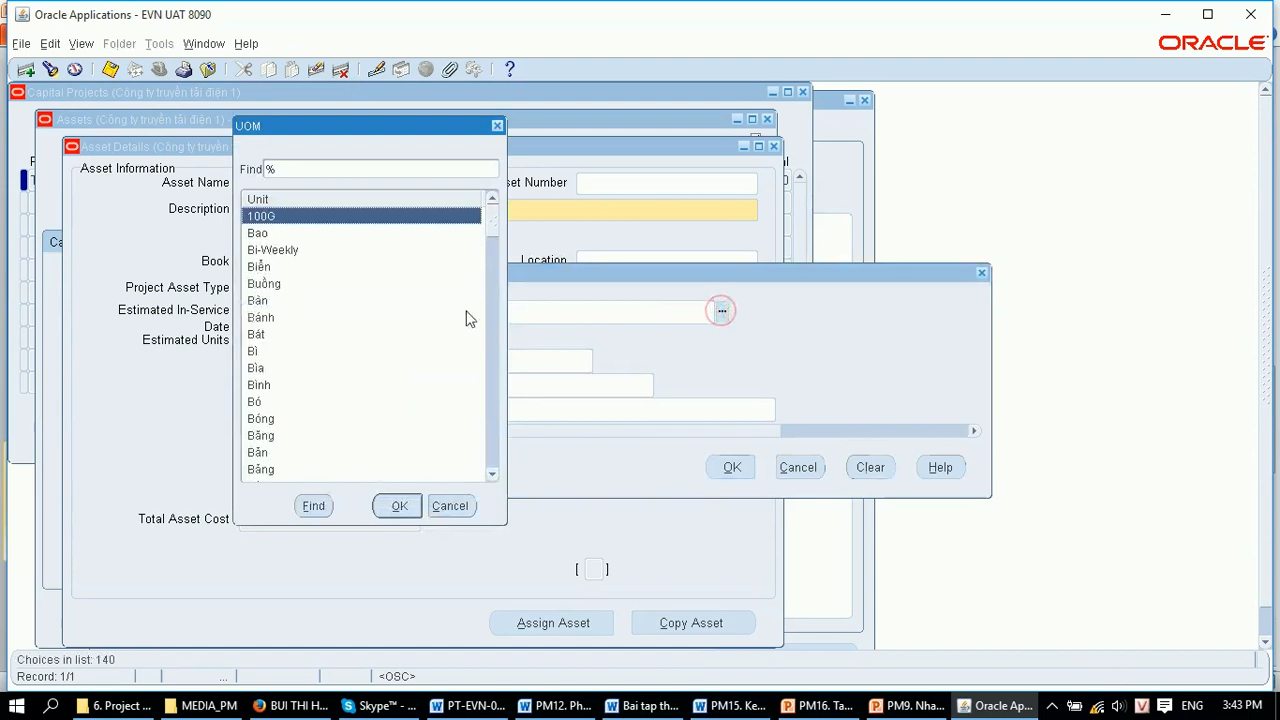 Oracle Applications - EVN UAT 8090
File Edit View Folder Tools Window Help
ORACLE
Capital Projects (Công ty truyền tải điện 1)
Assets (Công ty truyền tải điện 1)
Asset Details (Công ty truyền
UOM
Asset Information
Find %
Asset Name
set Number
Unit
100G
Description
Bao
Bi-Weekly
Book
Location
Biển
Project Asset Type
Buồng
Estimated In-Service
Date
Bàn
Bánh
Estimated Units
Bát
Bì
Bìa
Bình
Bó
Bóng
Băng
Bắn
Bảng
OK Cancel Clear Help
Find OK Cancel
Total Asset Cost
[ ]
Assign Asset Copy Asset
Choices in list: 140
Record: 1/1 ... <OSC>
6. Project ... MEDIA_PM BUI THI H... Skype™ - ... PT-EVN-0... PM12. Ph... Bai tap th... PM15. Ke... PM16. Ta... PM9. Nha... Oracle Ap... V 3:43 PM